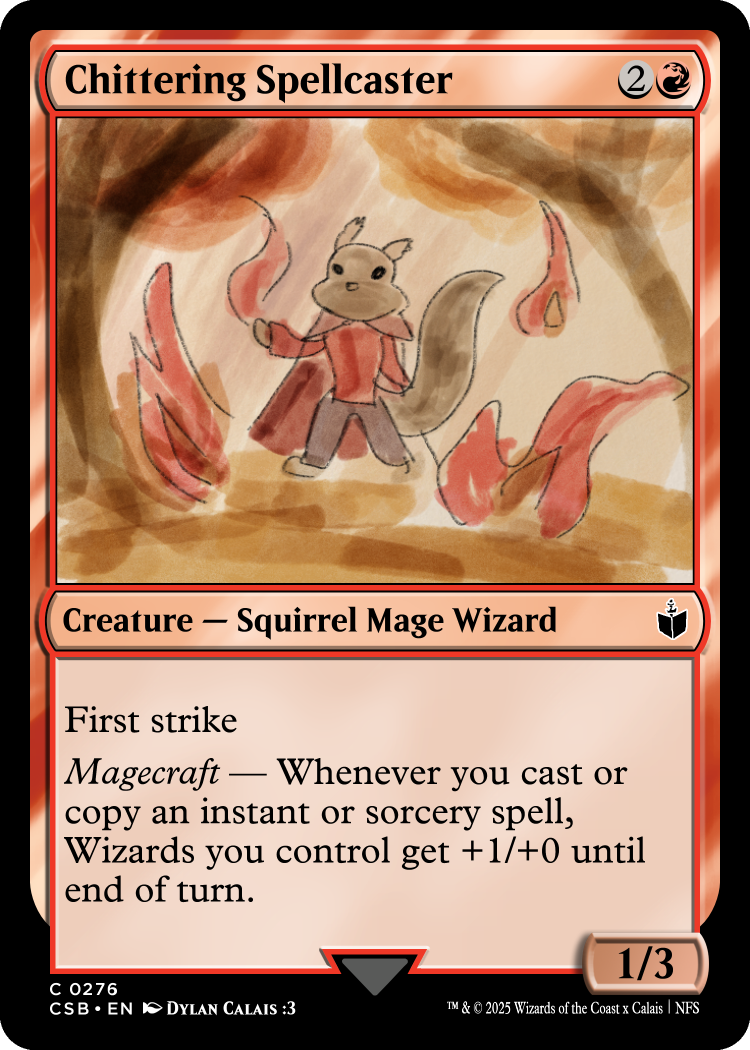 Chittering Spellcaster 2
Creature — Squirrel Mage Wizard
First strike
Magecraft — Whenever you cast or
copy an instant or sorcery spell,
Wizards you control get +1/+0 until
end of turn.
1/3
C 0276
CSB • EN DYLAN CALAIS :3
™ & © 2025 Wizards of the Coast x Calais | NFS